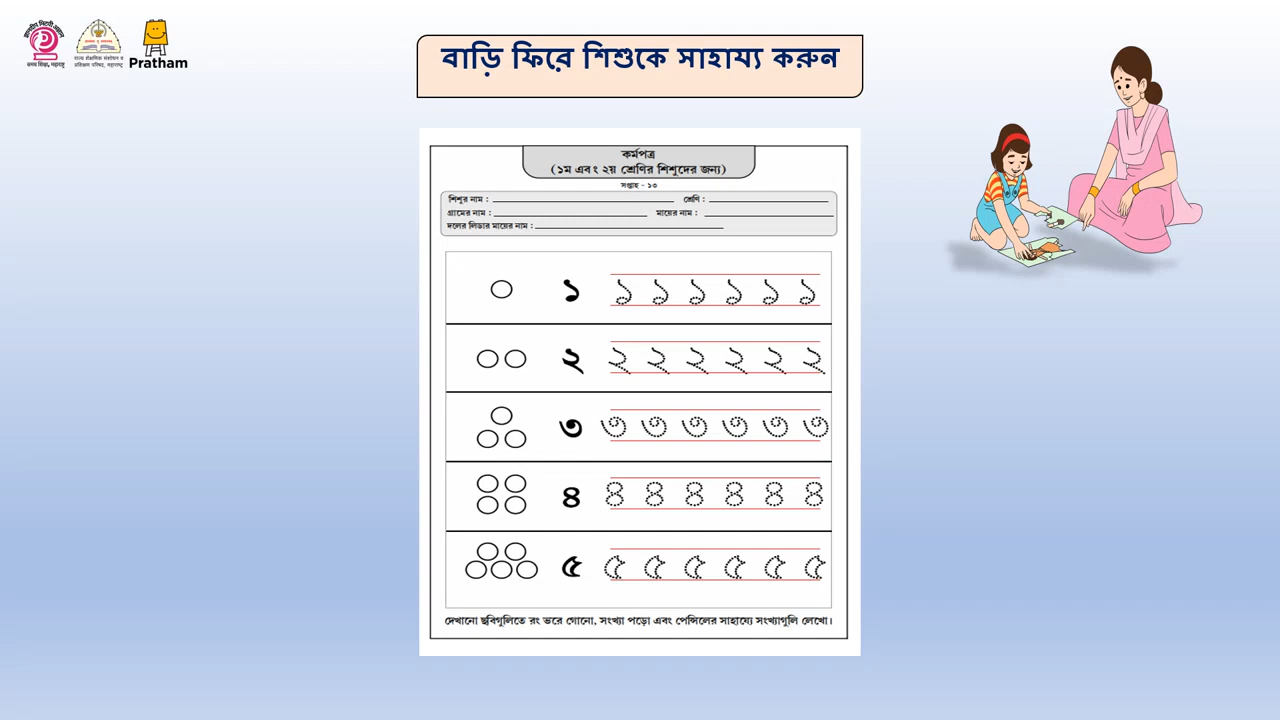 Pratham
বাড়ি ফিরে শিশুকে সাহায্য করুন
কর্মপত্র
(১ম এবং ২য় শ্রেণির শিশুদের জন্য)
সপ্তাহ - ১৩
শিশুর নাম : শ্রেণি :
গ্রামের নাম : মায়ের নাম :
দলের লিডার মায়ের নাম :
১ ১ ১ ১ ১ ১ ১
২ ২ ২ ২ ২ ২ ২
৩ ৩ ৩ ৩ ৩ ৩ ৩
৪ ৪ ৪ ৪ ৪ ৪ ৪
৫ ৫ ৫ ৫ ৫ ৫ ৫
দেখানো ছবিগুলিতে রং ভরে গোনো, সংখ্যা পড়ো এবং পেন্সিলের সাহায্যে সংখ্যাগুলি লেখো।